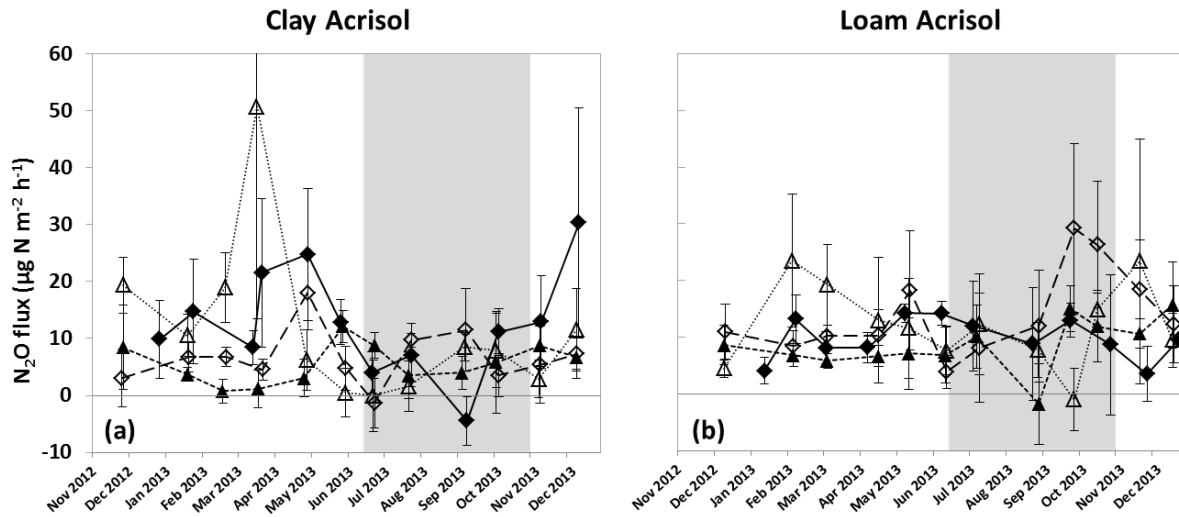 Clay Acrisol
Loam Acrisol
N₂O flux (µg N m⁻² h⁻¹)
60
50
40
30
20
10
0
-10
(a)
Nov 2012
Dec 2012
Jan 2013
Feb 2013
Mar 2013
Apr 2013
May 2013
Jun 2013
Jul 2013
Aug 2013
Sep 2013
Oct 2013
Nov 2013
Dec 2013
(b)
Nov 2012
Dec 2012
Jan 2013
Feb 2013
Mar 2013
Apr 2013
May 2013
Jun 2013
Jul 2013
Aug 2013
Sep 2013
Oct 2013
Nov 2013
Dec 2013